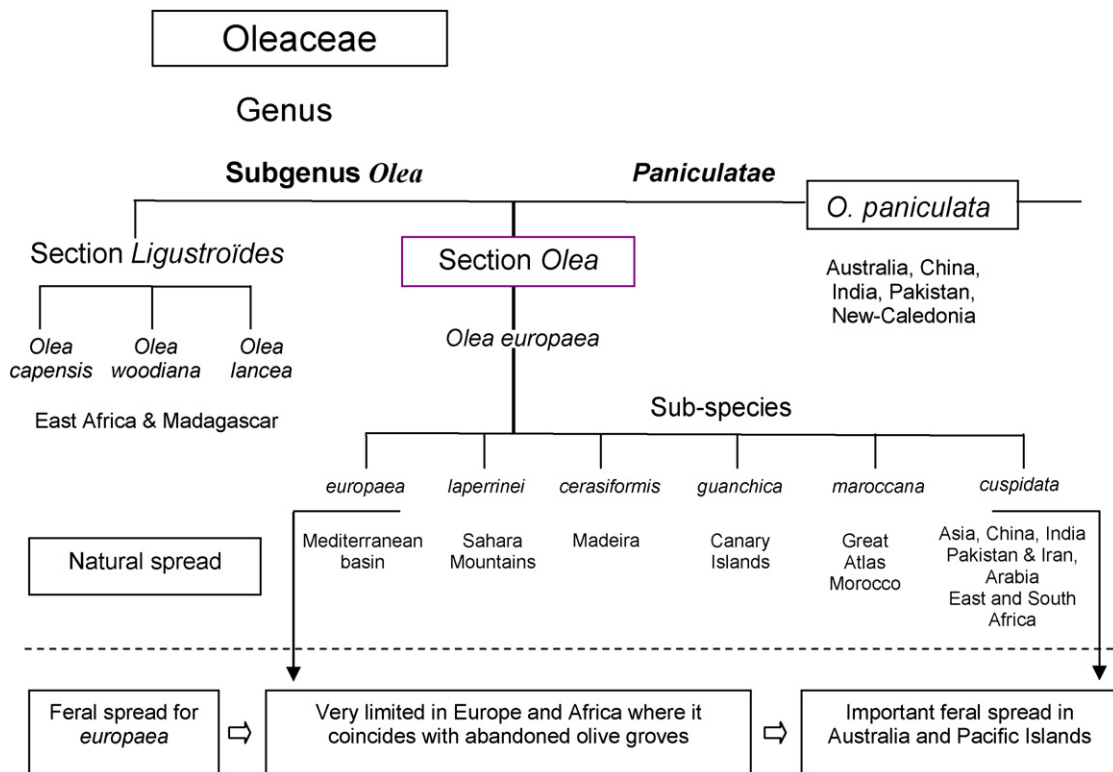 Oleaceae
Genus
Subgenus Olea
Paniculatae
O. paniculata
Section Ligustroïdes
Section Olea
Australia, China,
India, Pakistan,
New-Caledonia
Olea europaea
Olea
capensis
Olea
woodiana
Olea
lancea
East Africa & Madagascar
Sub-species
europaea
laperrinei
cerasiformis
guanchica
maroccana
cuspidata
Natural spread
Mediterranean
basin
Sahara
Mountains
Madeira
Canary
Islands
Great
Atlas
Morocco
Asia, China, India
Pakistan & Iran,
Arabia
East and South
Africa
Feral spread for
europaea
Very limited in Europe and Africa where it
coincides with abandoned olive groves
Important feral spread in
Australia and Pacific Islands